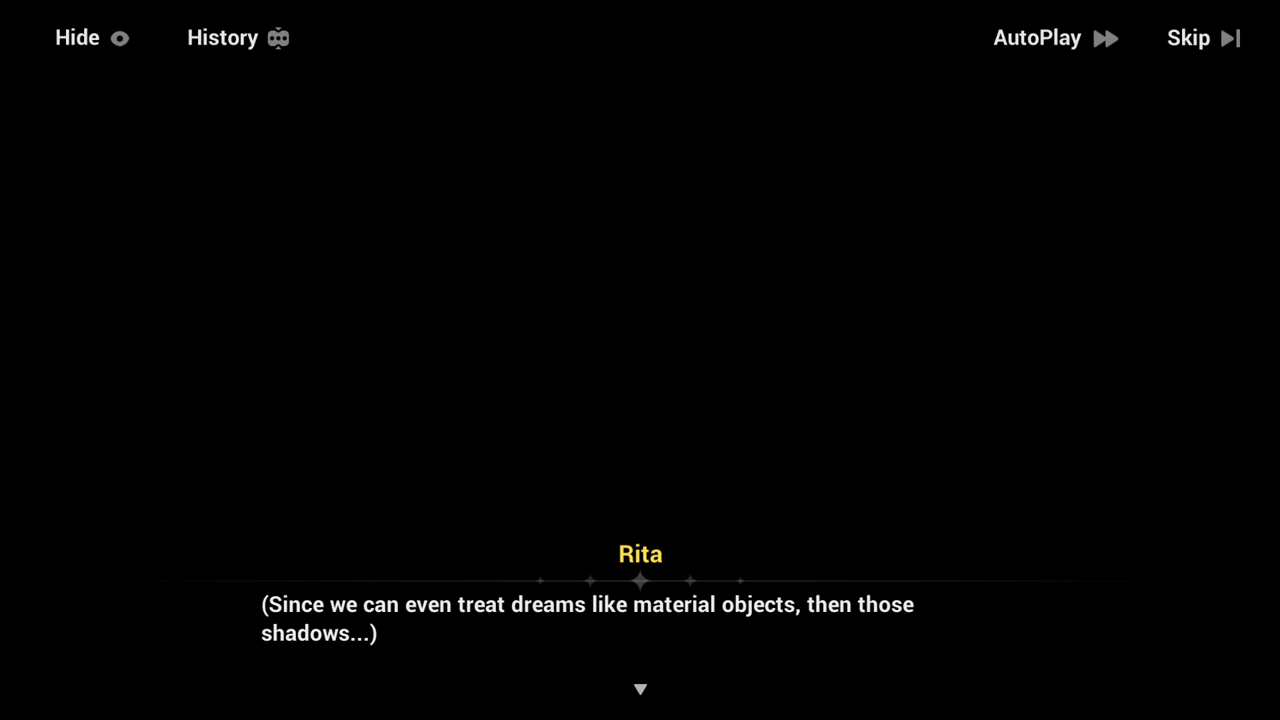 Hide
History
AutoPlay
Skip
Rita
(Since we can even treat dreams like material objects, then those
shadows...)